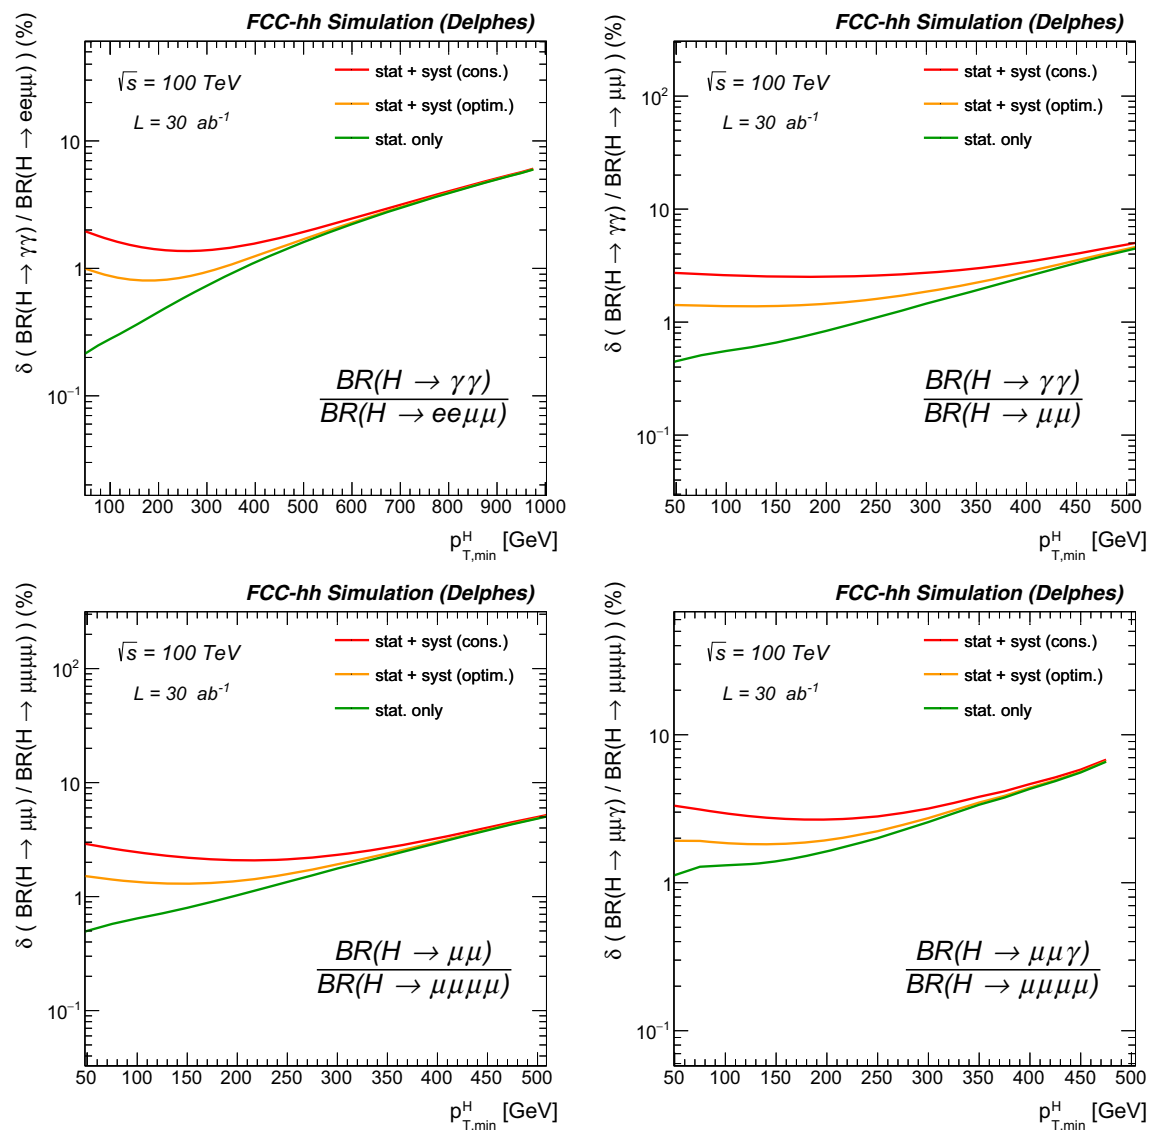 FCC-hh Simulation (Delphes)
δ ( BR(H → γγ) / BR(H → eeμμ) ) (%)
√s = 100 TeV
L = 30 ab⁻¹
stat + syst (cons.)
stat + syst (optim.)
stat. only
10
1
10⁻¹
BR(H → γγ)
BR(H → eeμμ)
100 200 300 400 500 600 700 800 900 1000
p_{T,min}^{H} [GeV]
FCC-hh Simulation (Delphes)
δ ( BR(H → γγ) / BR(H → μμ) ) (%)
√s = 100 TeV
L = 30 ab⁻¹
stat + syst (cons.)
stat + syst (optim.)
stat. only
10²
10
1
10⁻¹
BR(H → γγ)
BR(H → μμ)
50 100 150 200 250 300 350 400 450 500
p_{T,min}^{H} [GeV]
FCC-hh Simulation (Delphes)
δ ( BR(H → μμ) / BR(H → μμμμ) ) (%)
√s = 100 TeV
L = 30 ab⁻¹
stat + syst (cons.)
stat + syst (optim.)
stat. only
10²
10
1
10⁻¹
BR(H → μμ)
BR(H → μμμμ)
50 100 150 200 250 300 350 400 450 500
p_{T,min}^{H} [GeV]
FCC-hh Simulation (Delphes)
δ ( BR(H → μμγ) / BR(H → μμμμ) ) (%)
√s = 100 TeV
L = 30 ab⁻¹
stat + syst (cons.)
stat + syst (optim.)
stat. only
10
1
10⁻¹
BR(H → μμγ)
BR(H → μμμμ)
50 100 150 200 250 300 350 400 450 500
p_{T,min}^{H} [GeV]